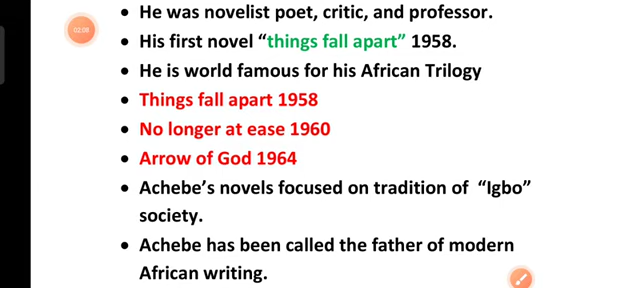 • He was novelist poet, critic, and professor.
02:08
• His first novel “things fall apart” 1958.
• He is world famous for his African Trilogy
• Things fall apart 1958
• No longer at ease 1960
• Arrow of God 1964
• Achebe’s novels focused on tradition of “Igbo”
society.
• Achebe has been called the father of modern
African writing.